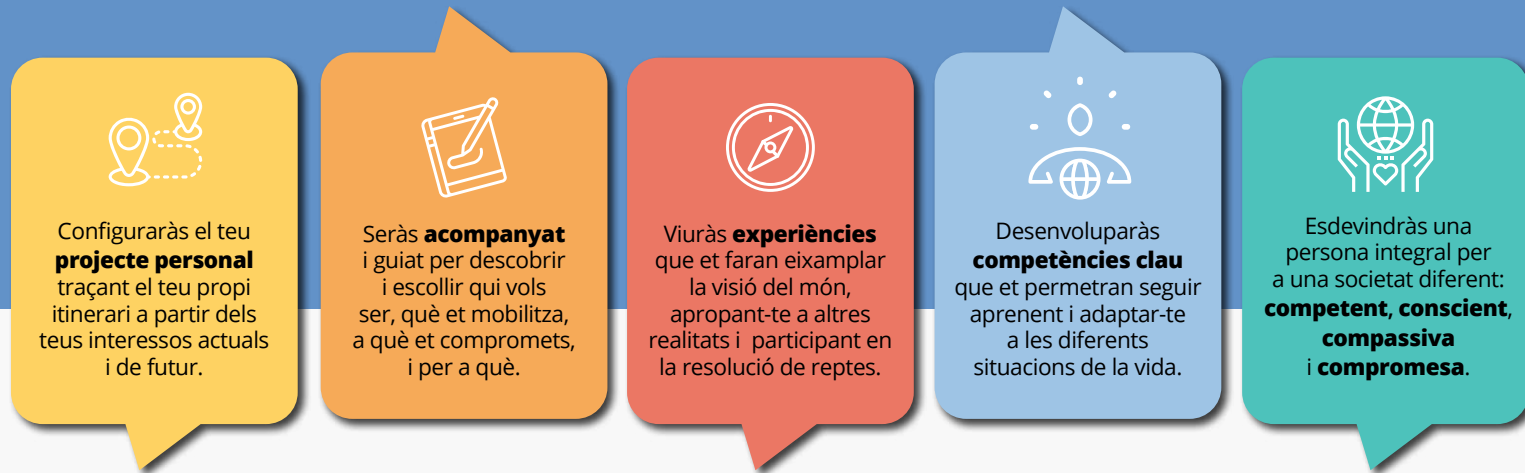 Configuraràs el teu
projecte personal
traçant el teu propi
itinerari a partir dels
teus interessos actuals
i de futur.
Seràs acompanyat
i guiat per descobrir
i escollir qui vols
ser, què et mobilitza,
a què et compromets,
i per a què.
Viuràs experiències
que et faran eixamplar
la visió del món,
apropant-te a altres
realitats i participant en
la resolució de reptes.
Desenvoluparàs
competències clau
que et permetran seguir
aprenent i adaptar-te
a les diferents
situacions de la vida.
Esdevindràs una
persona integral per
a una societat diferent:
competent, conscient,
compassiva
i compromesa.